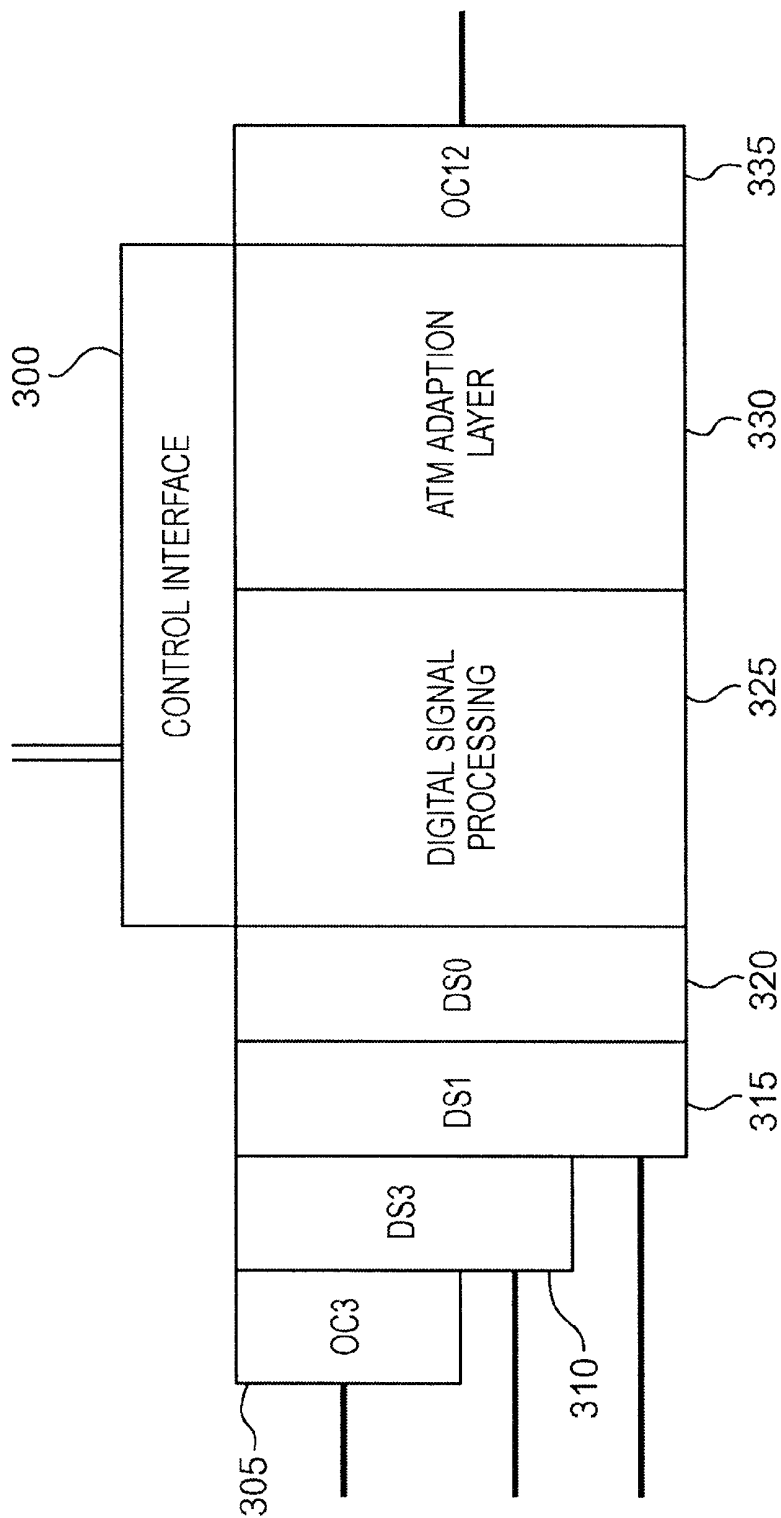 300
CONTROL INTERFACE
305
OC3
DS3
DS1
DS0
DIGITAL SIGNAL
PROCESSING
ATM ADAPTION
LAYER
OC12
310
315
320
325
330
335